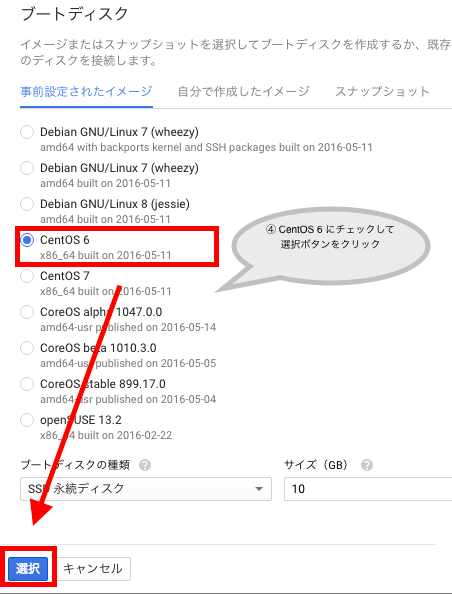 ブートディスク
イメージまたはスナップショットを選択してブートディスクを作成するか、既存
のディスクを接続します。
事前設定されたイメージ 自分で作成したイメージ スナップショット
Debian GNU/Linux 7 (wheezy)
amd64 with backports kernel and SSH packages built on 2016-05-11
Debian GNU/Linux 7 (wheezy)
amd64 built on 2016-05-11
Debian GNU/Linux 8 (jessie)
amd64 built on 2016-05-11
CentOS 6
x86_64 built on 2016-05-11
④ CentOS 6 にチェックして
選択ボタンをクリック
CentOS 7
x86_64 built on 2016-05-11
CoreOS alpha 1047.0.0
amd64-usr published on 2016-05-14
CoreOS beta 1010.3.0
amd64-usr published on 2016-05-05
CoreOS stable 899.17.0
amd64-usr published on 2016-05-04
openSUSE 13.2
x86_64 built on 2016-02-22
ブートディスクの種類 ? サイズ（GB） ?
SSD 永続ディスク 10
選択 キャンセル